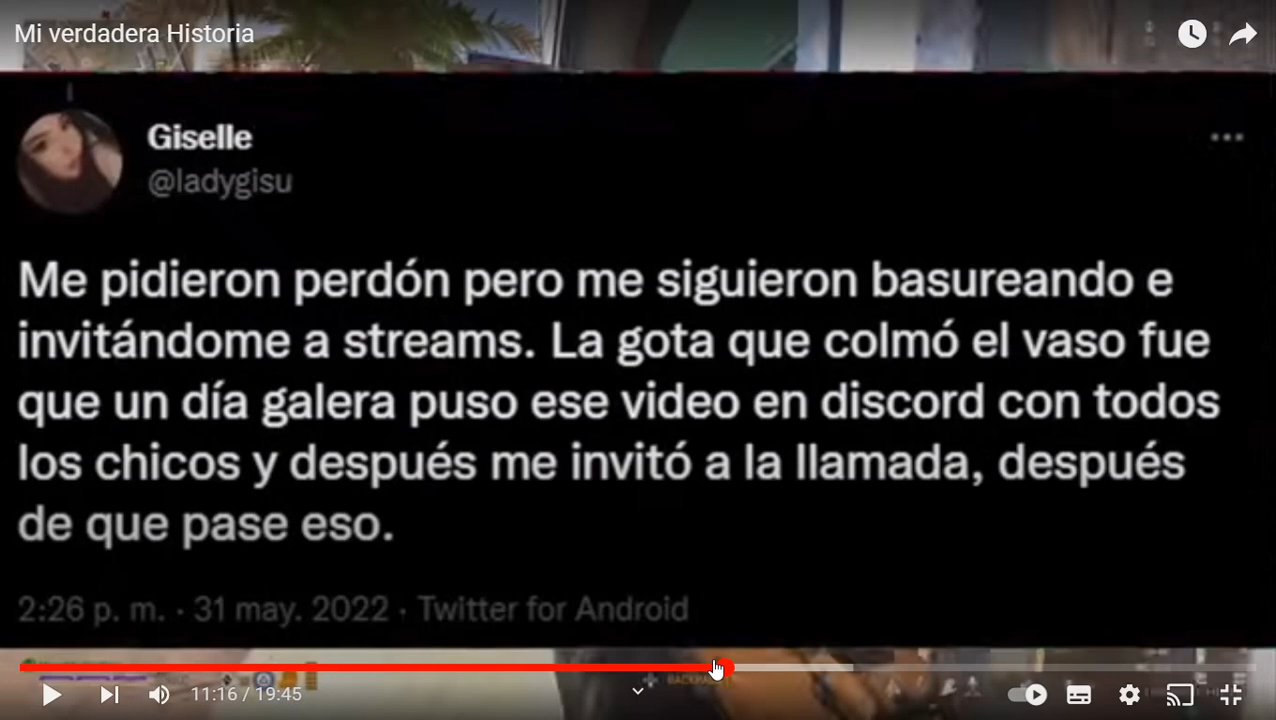 Mi verdadera Historia
Giselle
@ladygisu
Me pidieron perdón pero me siguieron basureando e
invitándome a streams. La gota que colmó el vaso fue
que un día galera puso ese video en discord con todos
los chicos y después me invitó a la llamada, después
de que pase eso.
2:26 p. m. · 31 may. 2022 · Twitter for Android
11:16 / 19:45